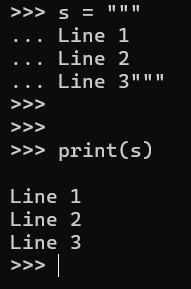 >>> s = """
... Line 1
... Line 2
... Line 3"""
>>>
>>>
>>> print(s)

Line 1
Line 2
Line 3
>>>